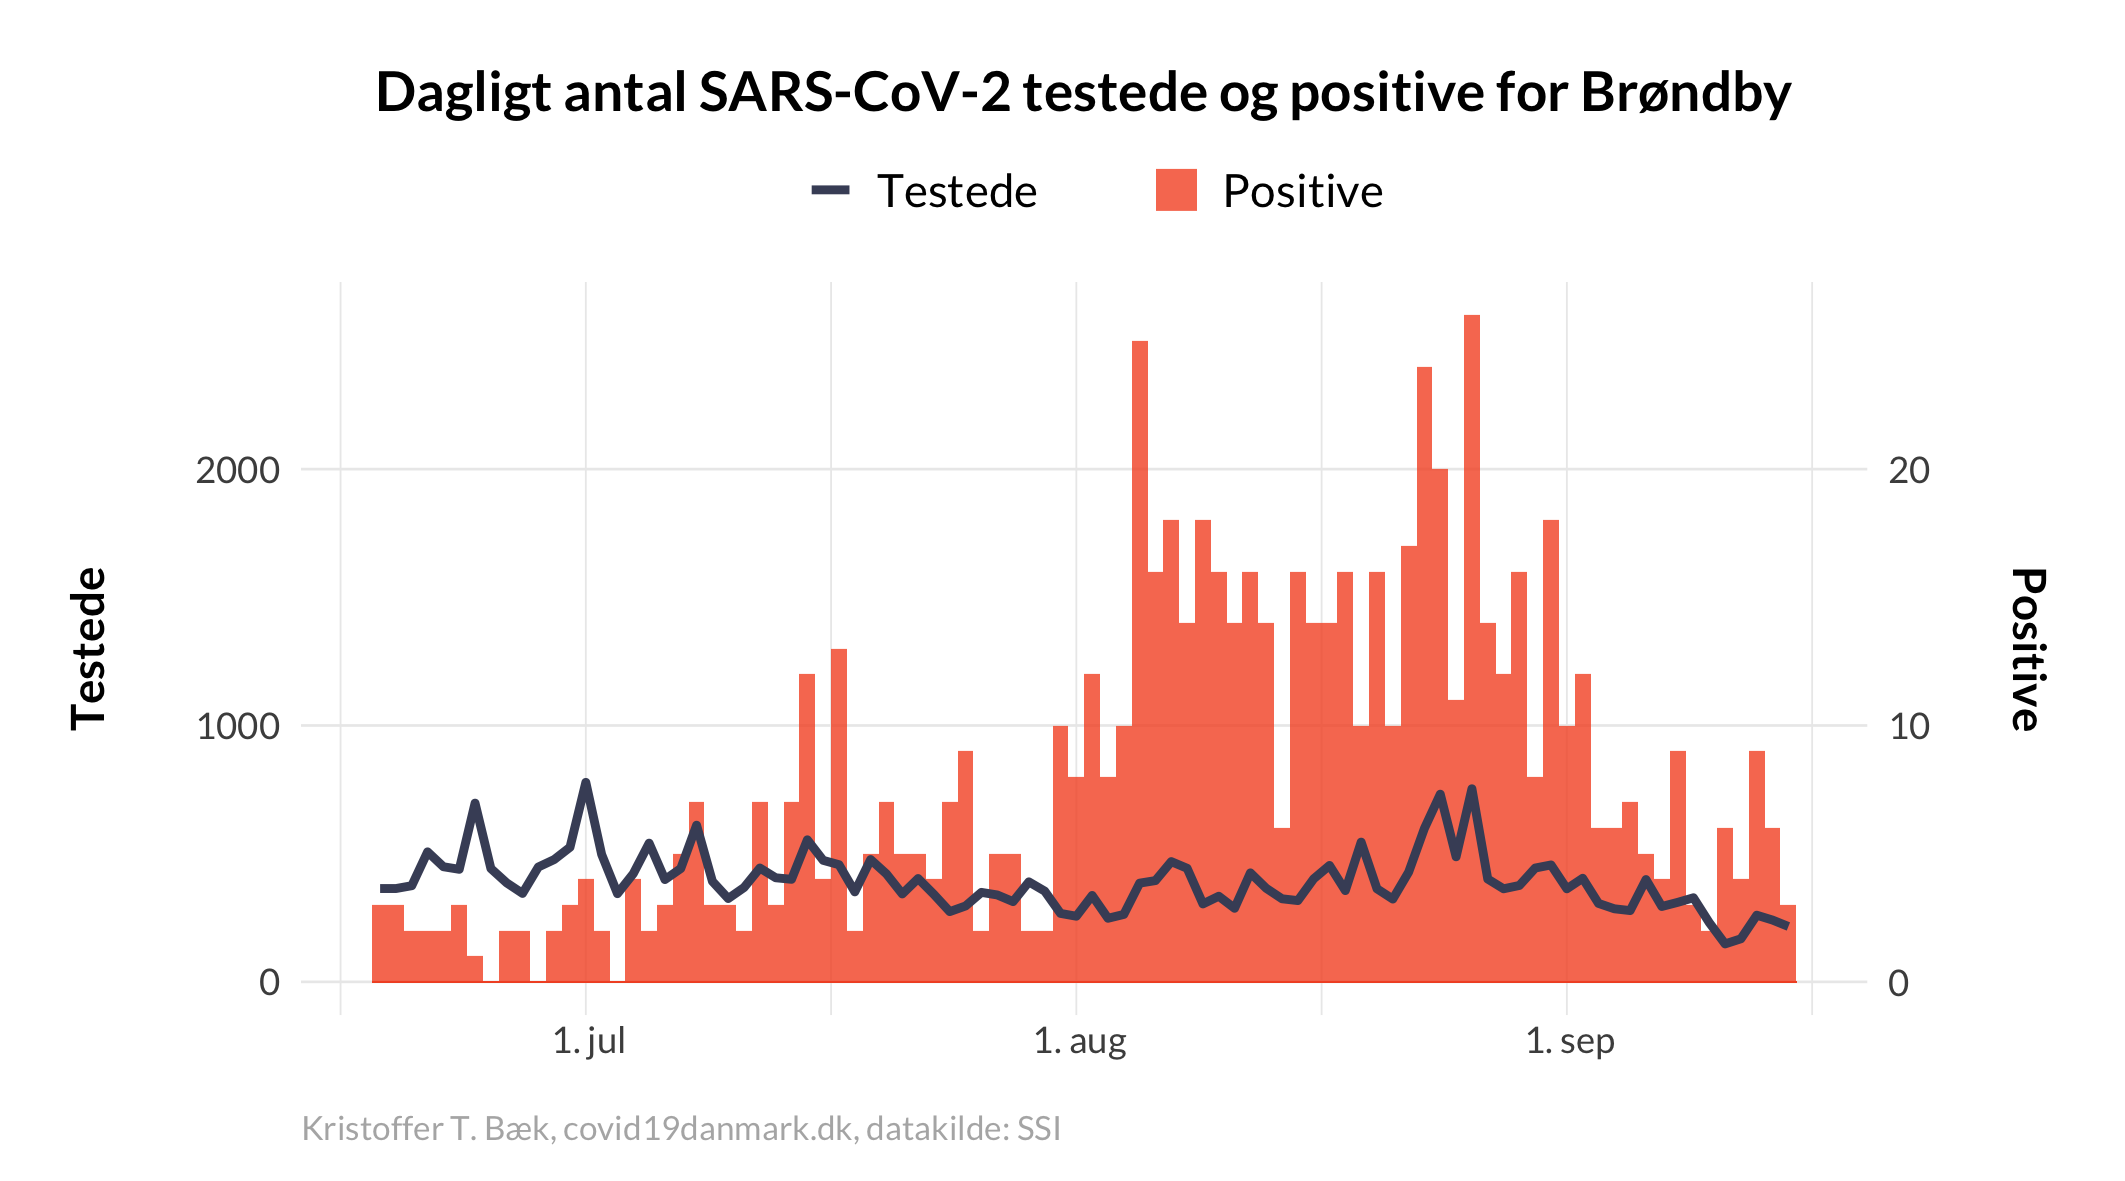 Dagligt antal SARS-CoV-2 testede og positive for Brøndby
Testede
Positive
Testede
2000
1000
0
20
10
0
Positive
1. jul
1. aug
1. sep
Kristoffer T. Bæk, covid19danmark.dk, datakilde: SSI